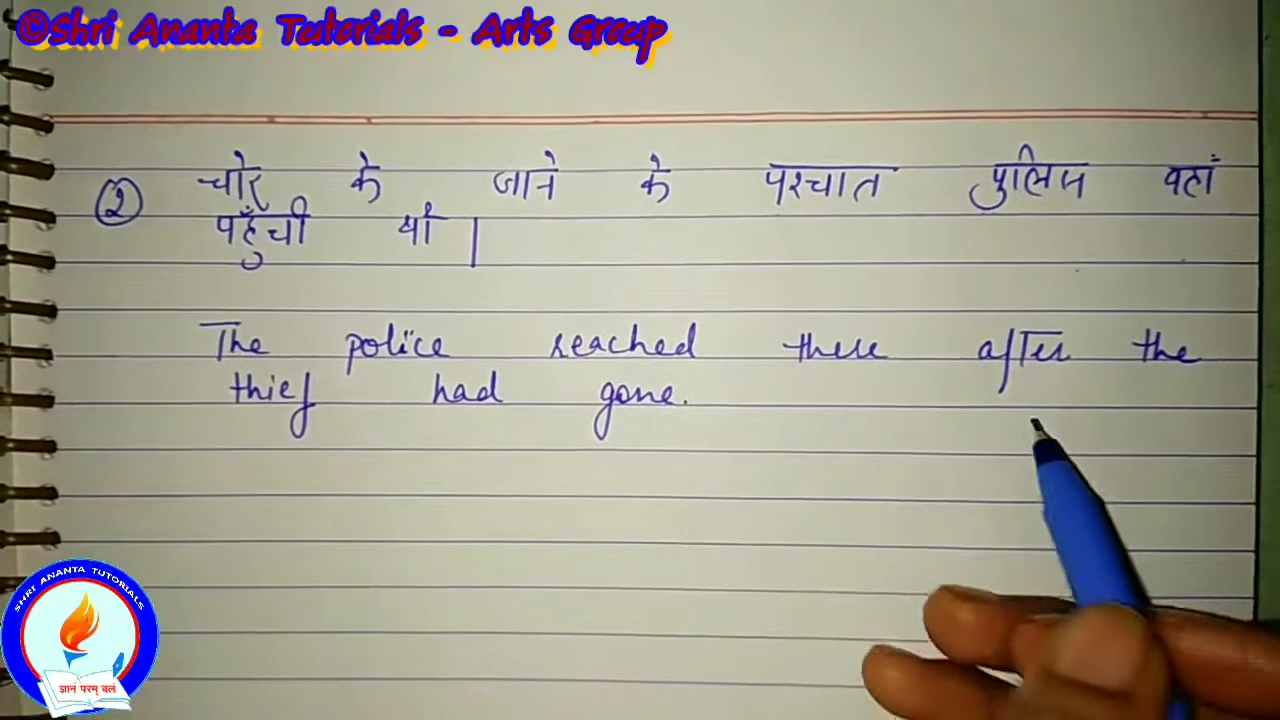 ©Shri Ananta Tutorials - Arts Group
② चोर के जाने के पश्चात पुलिस वहां
पहुँची थी |
The police reached there after the
thief had gone.
SHRI ANANTA TUTORIALS
ज्ञानं परम् बलं